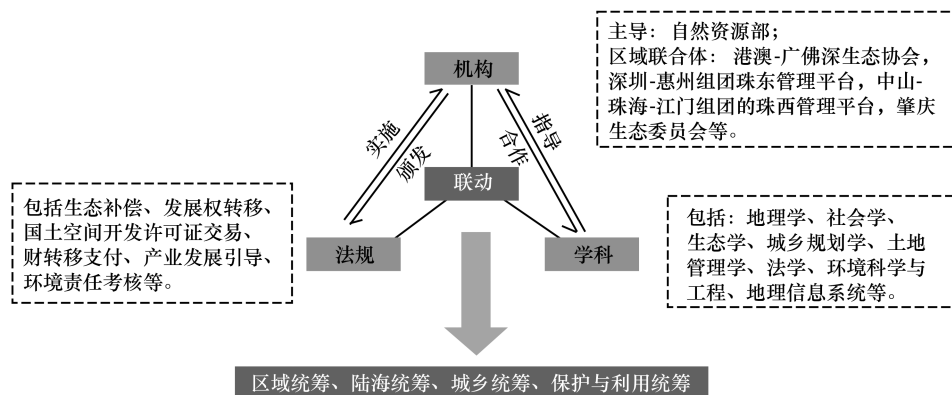 主导：自然资源部；
区域联合体：港澳-广佛深生态协会，
深圳-惠州组团珠东管理平台，中山-
珠海-江门组团的珠西管理平台，肇庆
生态委员会等。
机构
实施
颁发
合作
指导
联动
包括生态补偿、发展权转移、
国土空间开发许可证交易、
财转移支付、产业发展引导、
环境责任考核等。
法规
学科
包括：地理学、社会学、
生态学、城乡规划学、土地
管理学、法学、环境科学与
工程、地理信息系统等。
区域统筹、陆海统筹、城乡统筹、保护与利用统筹